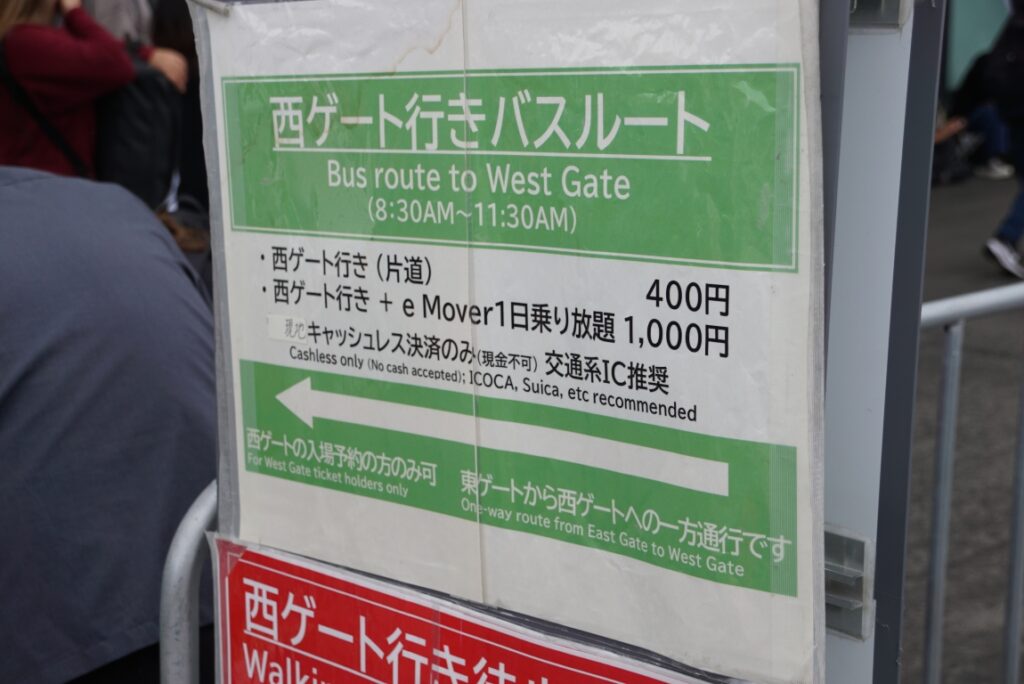 西ゲート行きバスルート
Bus route to West Gate
(8:30AM~11:30AM)
・西ゲート行き (片道) 400円
・西ゲート行き + e Mover1日乗り放題 1,000円
現地キャッシュレス決済のみ(現金不可) 交通系IC推奨
Cashless only (No cash accepted); ICOCA, Suica, etc recommended
西ゲートの入場予約の方のみ可
For West Gate ticket holders only
東ゲートから西ゲートへの一方通行です
One-way route from East Gate to West Gate
西ゲート行き徒